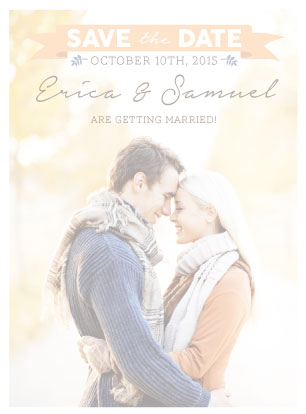 SAVE the DATE
OCTOBER 10TH, 2015
Erica & Samuel
ARE GETTING MARRIED!